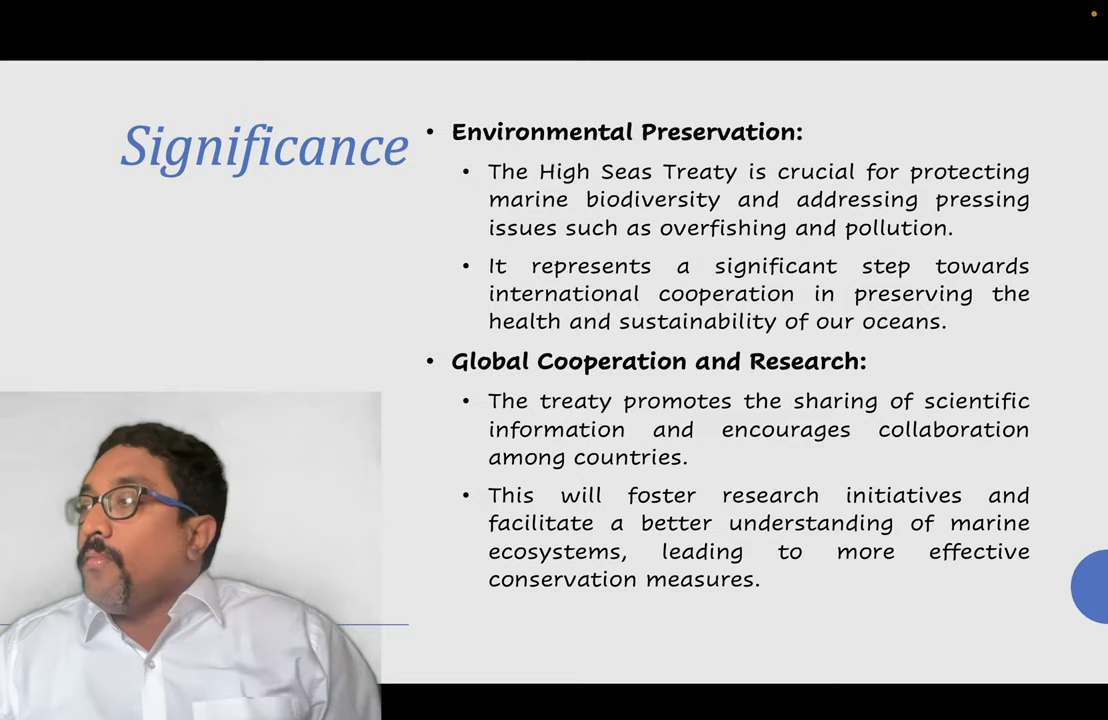 Significance
• Environmental Preservation:
• The High Seas Treaty is crucial for protecting
marine biodiversity and addressing pressing
issues such as overfishing and pollution.
• It represents a significant step towards
international cooperation in preserving the
health and sustainability of our oceans.
• Global Cooperation and Research:
• The treaty promotes the sharing of scientific
information and encourages collaboration
among countries.
• This will foster research initiatives and
facilitate a better understanding of marine
ecosystems, leading to more effective
conservation measures.